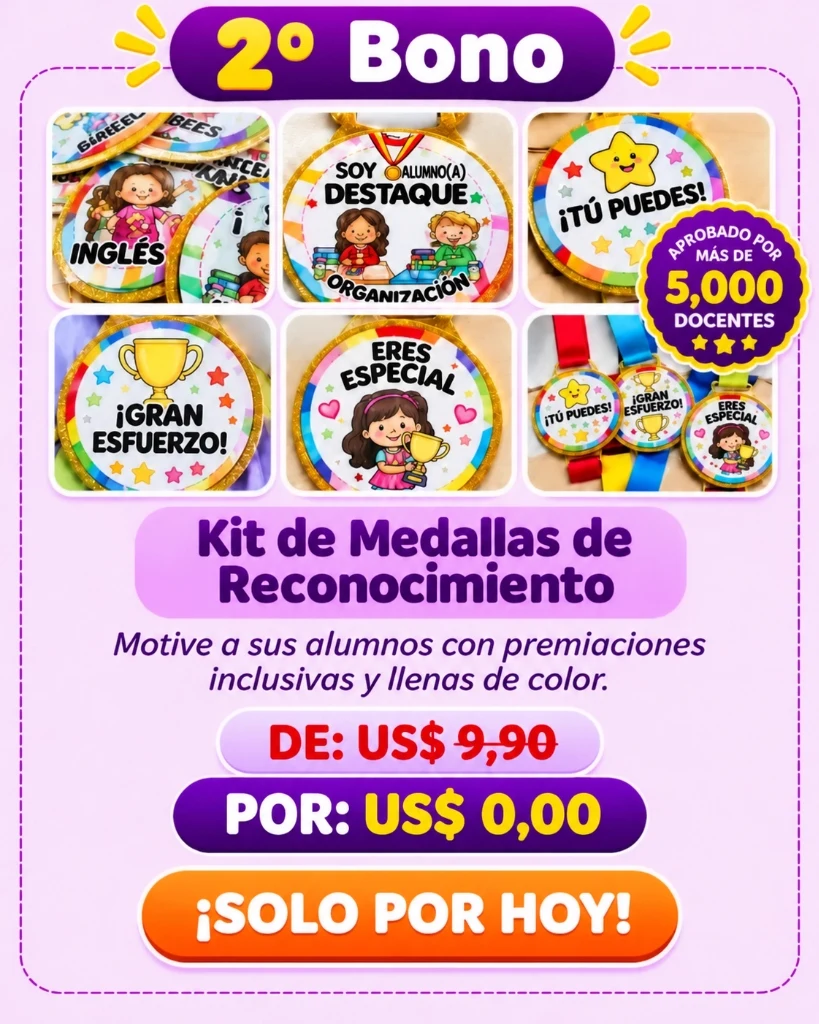 2º Bono
BEES
INGLÉS
SOY ALUMNO(A)
DESTAQUE
ORGANIZACIÓN
¡TÚ PUEDES!
APROBADO POR
MÁS DE
5,000
DOCENTES
¡GRAN
ESFUERZO!
ERES
ESPECIAL
¡TÚ PUEDES!
¡GRAN
ESFUERZO!
ERES
ESPECIAL
Kit de Medallas de
Reconocimiento
Motive a sus alumnos con premiaciones
inclusivas y llenas de color.
DE: US$ 9,90
POR: US$ 0,00
¡SOLO POR HOY!